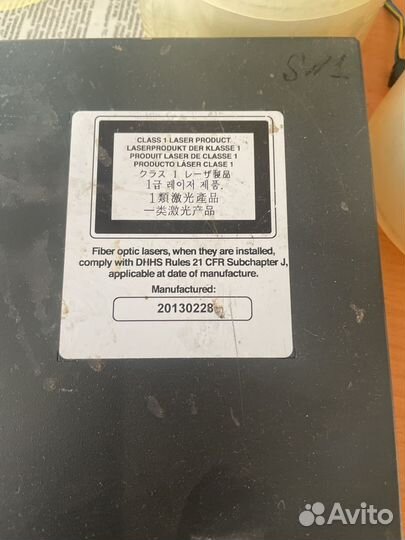 Sw1
CLASS 1 LASER PRODUCT
LASERPRODUKT DER KLASSE 1
PRODUIT LASER DE CLASSE 1
PRODUCTO LÁSER CLASE 1
クラス 1 レーザ製品
1급 레이저 제품.
1類激光產品
一类激光产品
Fiber optic lasers, when they are installed,
comply with DHHS Rules 21 CFR Subchapter J,
applicable at date of manufacture.
Manufactured:
20130228
Avito